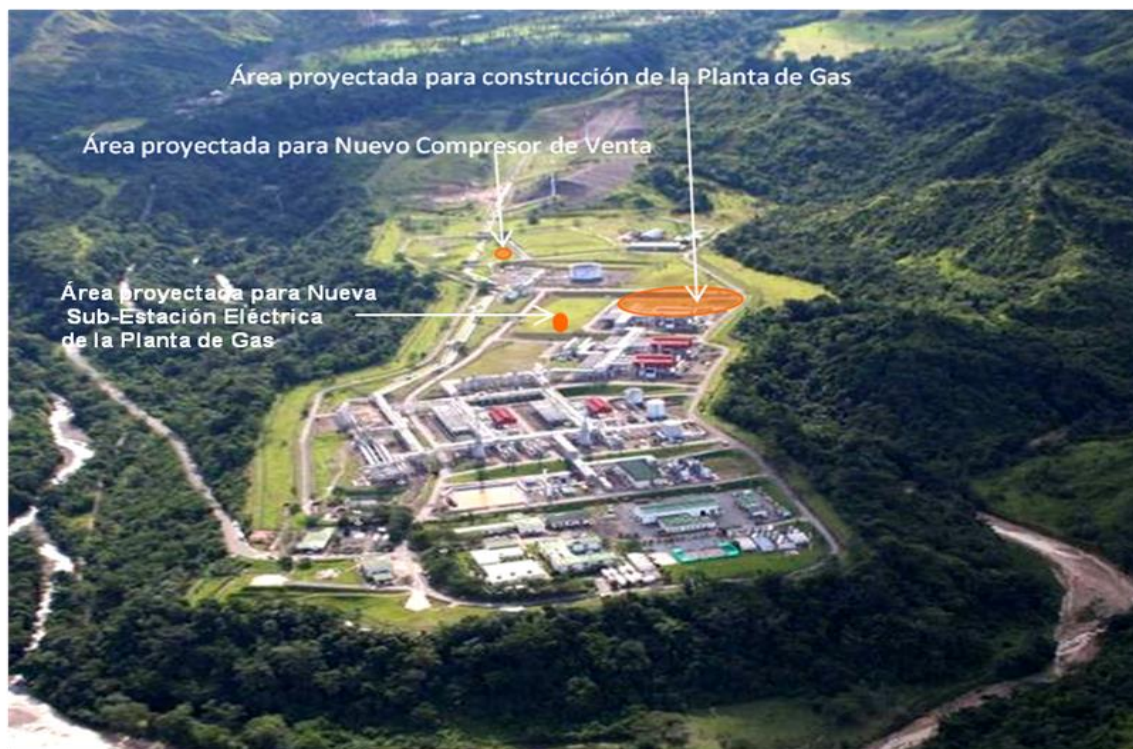 Área proyectada para construcción de la Planta de Gas
Área proyectada para Nuevo Compresor de Venta
Área proyectada para Nueva
Sub-Estación Eléctrica
de la Planta de Gas